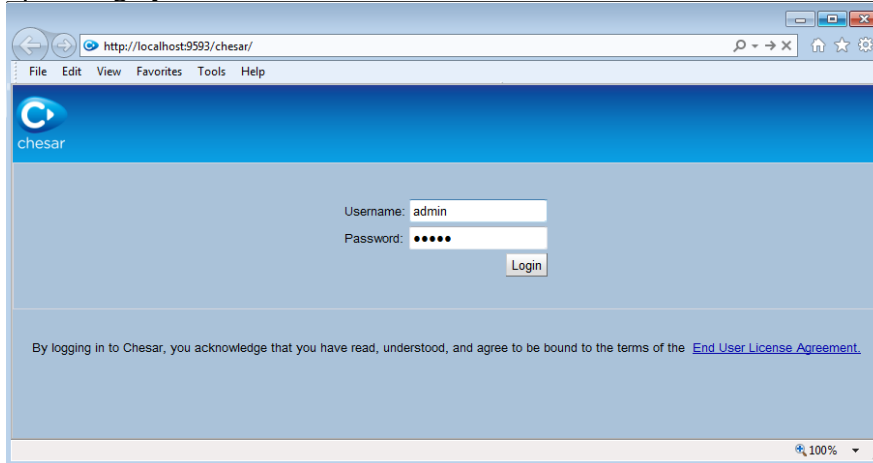 http://localhost:9593/chesar/
File Edit View Favorites Tools Help
chesar
Username: admin
Password: •••••
Login
By logging in to Chesar, you acknowledge that you have read, understood, and agree to be bound to the terms of the End User License Agreement.
100%